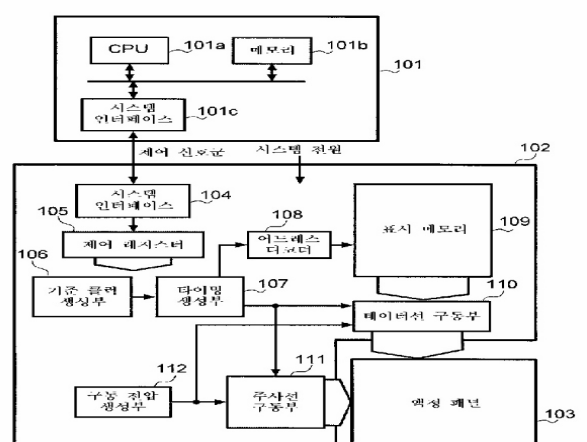 CPU
101a
메모리
101b
101
시스템
인터페이스
101c
제어 신호군
시스템 전원
102
시스템
인터페이스
104
105
제어 레지스터
108
어드레스
디코더
표시 메모리
109
106
기준 클럭
생성부
타이밍
생성부
107
110
데이터선 구동부
112
구동 전압
생성부
111
주사선
구동부
액정 패널
103